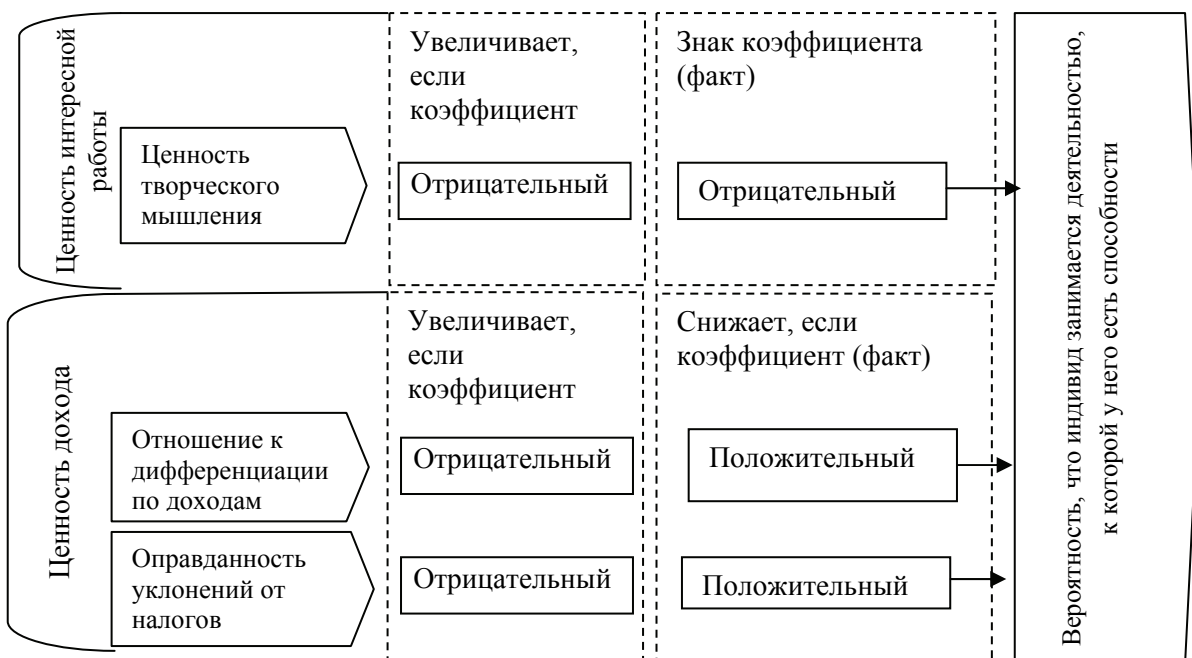 Ценность интересной
работы
Ценность
творческого
мышления
Увеличивает,
если
коэффициент
Отрицательный
Знак коэффициента
(факт)
Отрицательный
Ценность дохода
Отношение к
дифференциации
по доходам
Оправданность
уклонений от
налогов
Увеличивает,
если
коэффициент
Отрицательный
Отрицательный
Снижает, если
коэффициент (факт)
Положительный
Положительный
Вероятность, что индивид занимается деятельностью,
к которой у него есть способности